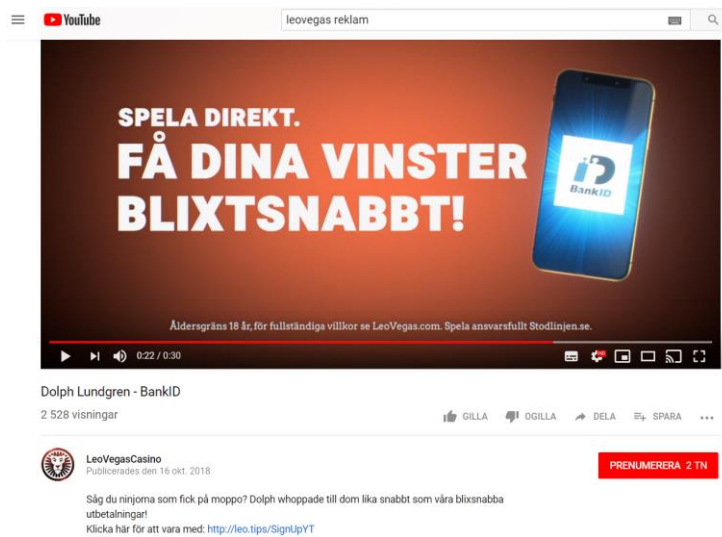 YouTube
leovegas reklam
SPELA DIREKT.
FÅ DINA VINSTER
BLIXTSNABBT!
BankID
Åldersgräns 18 år, för fullständiga villkor se LeoVegas.com. Spela ansvarsfullt Stodlinjen.se.
0:22 / 0:30
Dolph Lundgren - BankID
2 528 visningar
GILLA OGILLA DELA SPARA
LeoVegasCasino
Publicerades den 16 okt. 2018
PRENUMERERA 2 TN
Såg du ninjorna som fick på moppo? Dolph whoppade till dom lika snabbt som våra blixsnabba
utbetalningar!
Klicka här för att vara med: http://leo.tips/SignUpYT